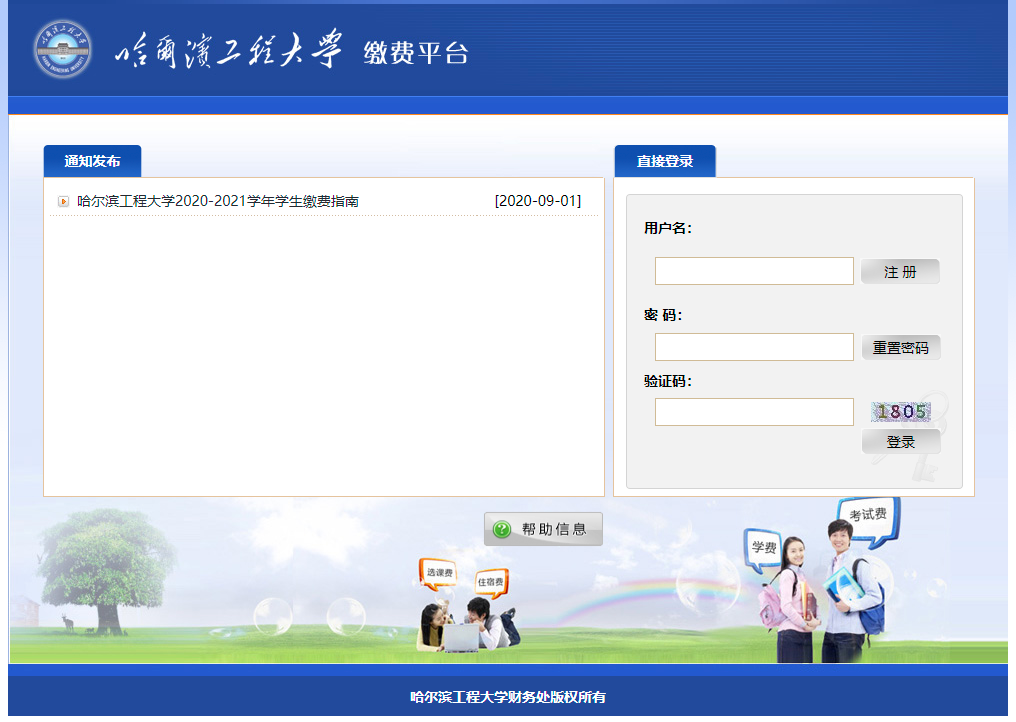 哈尔滨工程大学 缴费平台
通知发布
哈尔滨工程大学2020-2021学年学生缴费指南 [2020-09-01]
直接登录
用户名：
注 册
密 码：
重置密码
验证码：
1805
登录
帮助信息
选课费
住宿费
学费
考试费
哈尔滨工程大学财务处版权所有